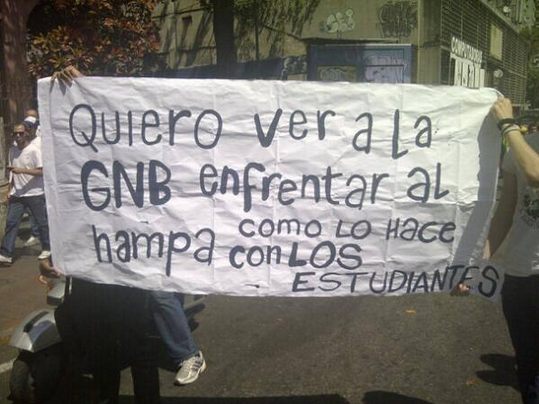 QUIERO VER A LA
GNB ENFRENTAR AL
HAMPA COMO LO HACE
CON LOS
ESTUDIANTES